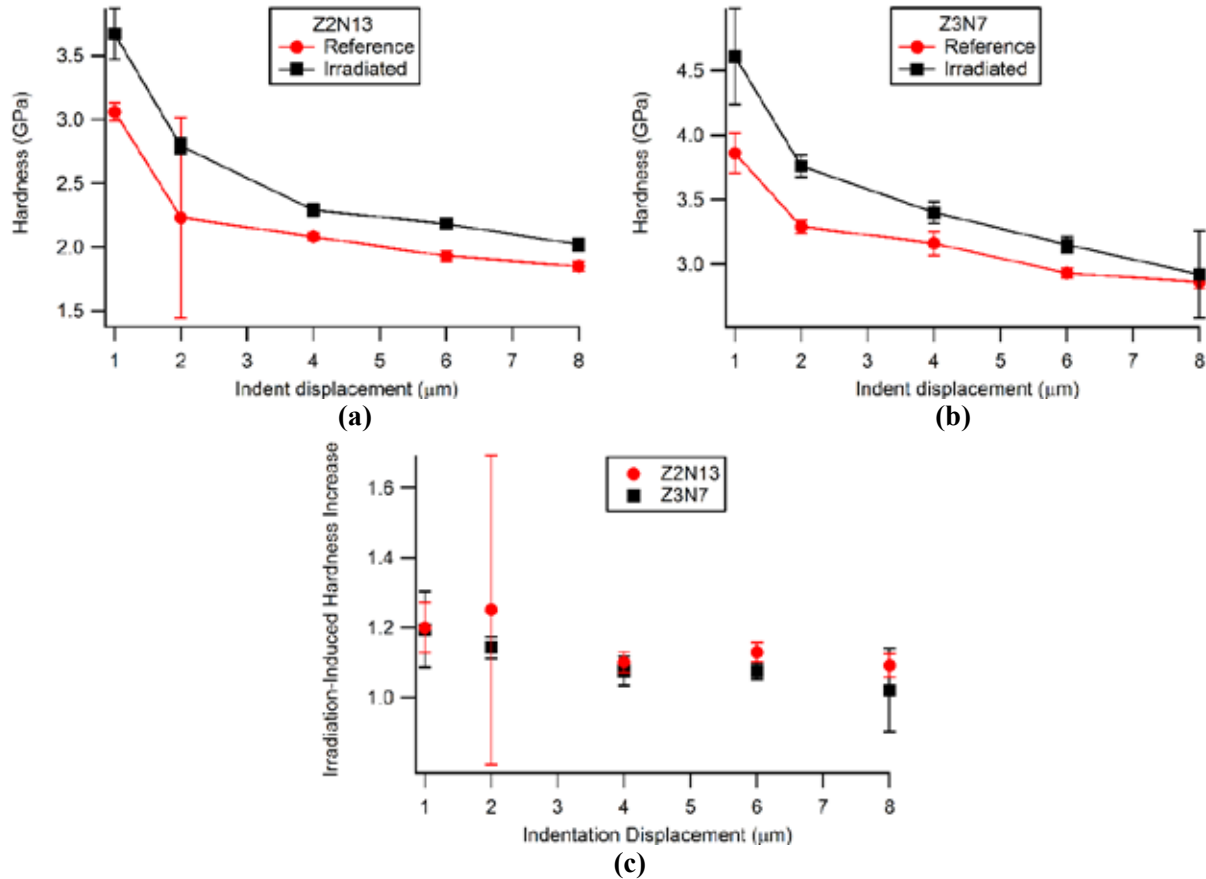 Z2N13
Reference
Irradiated
Hardness (GPa)
3.5
3.0
2.5
2.0
1.5
1 2 3 4 5 6 7 8
Indent displacement (μm)
(a)
Z3N7
Reference
Irradiated
Hardness (GPa)
4.5
4.0
3.5
3.0
1 2 3 4 5 6 7 8
Indent displacement (μm)
(b)
Z2N13
Z3N7
Irradiation-Induced Hardness Increase
1.6
1.4
1.2
1.0
1 2 3 4 5 6 7 8
Indentation Displacement (μm)
(c)